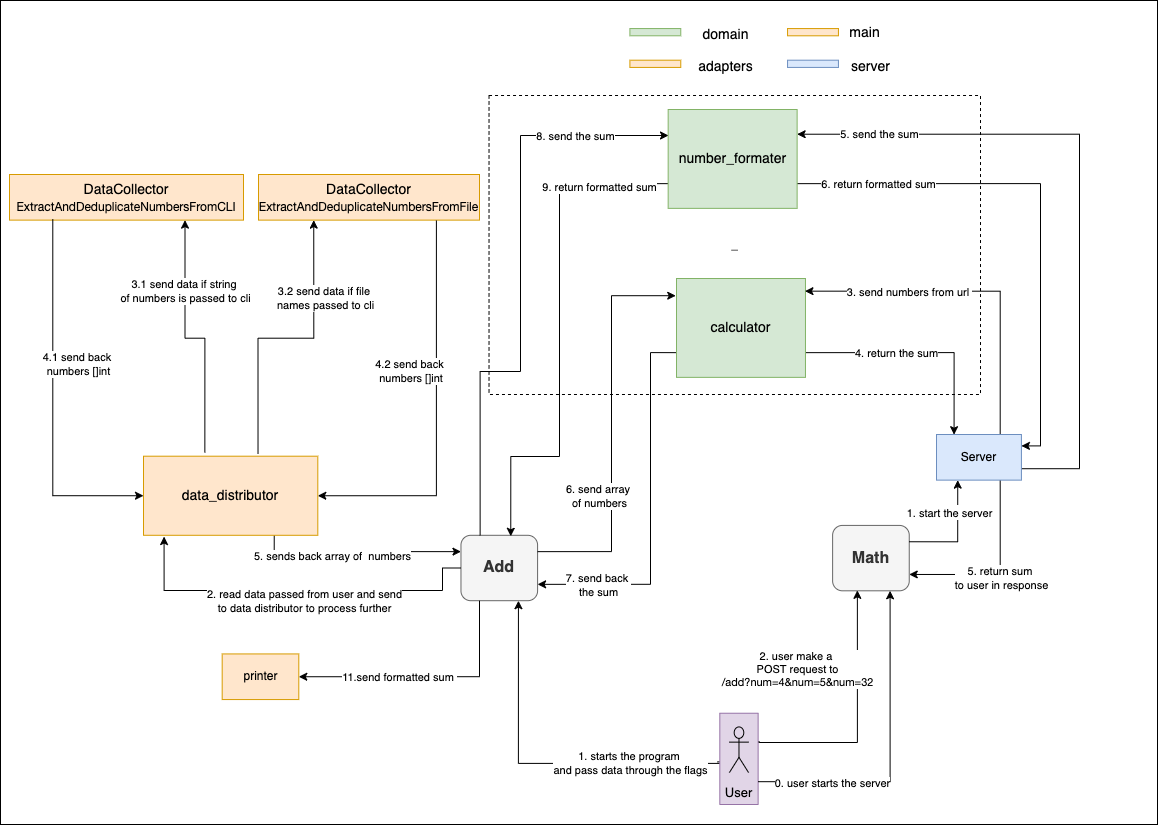 domain
main
adapters
server
8. send the sum
number_formater
5. send the sum
9. return formatted sum
6. return formatted sum
DataCollector
ExtractAndDeduplicateNumbersFromCLI
DataCollector
ExtractAndDeduplicateNumbersFromFile
3.1 send data if string
of numbers is passed to cli
3.2 send data if file
names passed to cli
calculator
3. send numbers from url
4. return the sum
4.1 send back
numbers []int
4.2 send back
numbers []int
data_distributor
Server
6. send array
of numbers
1. start the server
5. sends back array of numbers
Add
Math
7. send back
the sum
5. return sum
to user in response
2. read data passed from user and send
to data distributor to process further
printer
11.send formatted sum
2. user make a
POST request to
/add?num=4&num=5&num=32
1. starts the program
and pass data through the flags
User
0. user starts the server